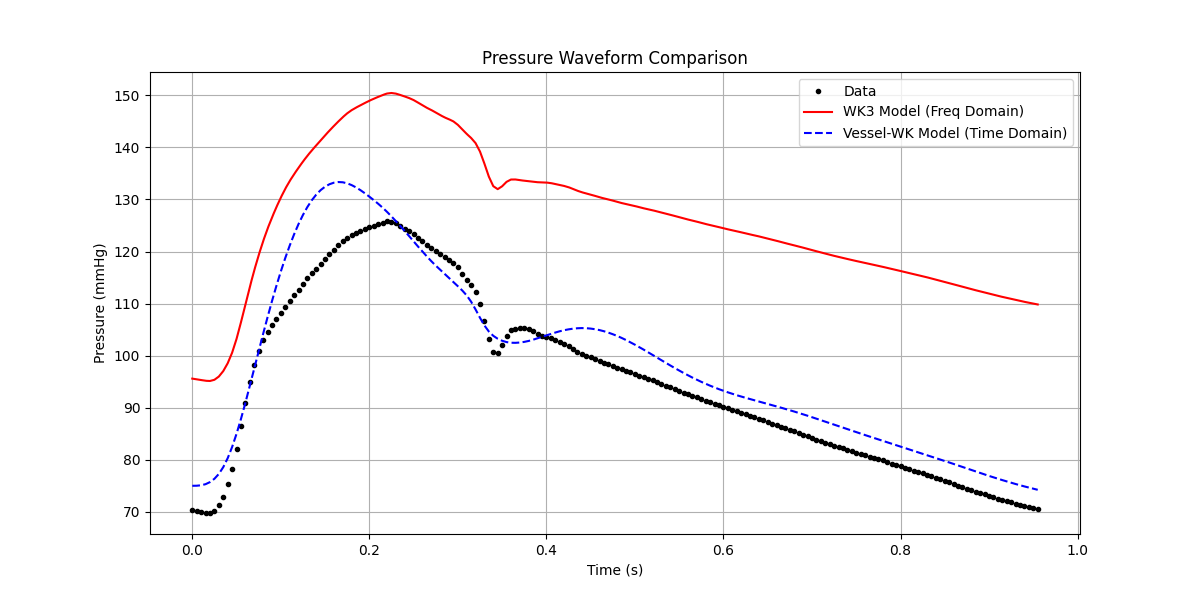 Pressure Waveform Comparison
Data
WK3 Model (Freq Domain)
Vessel-WK Model (Time Domain)
Pressure (mmHg)
150
140
130
120
110
100
90
80
70
0.0 0.2 0.4 0.6 0.8 1.0
Time (s)